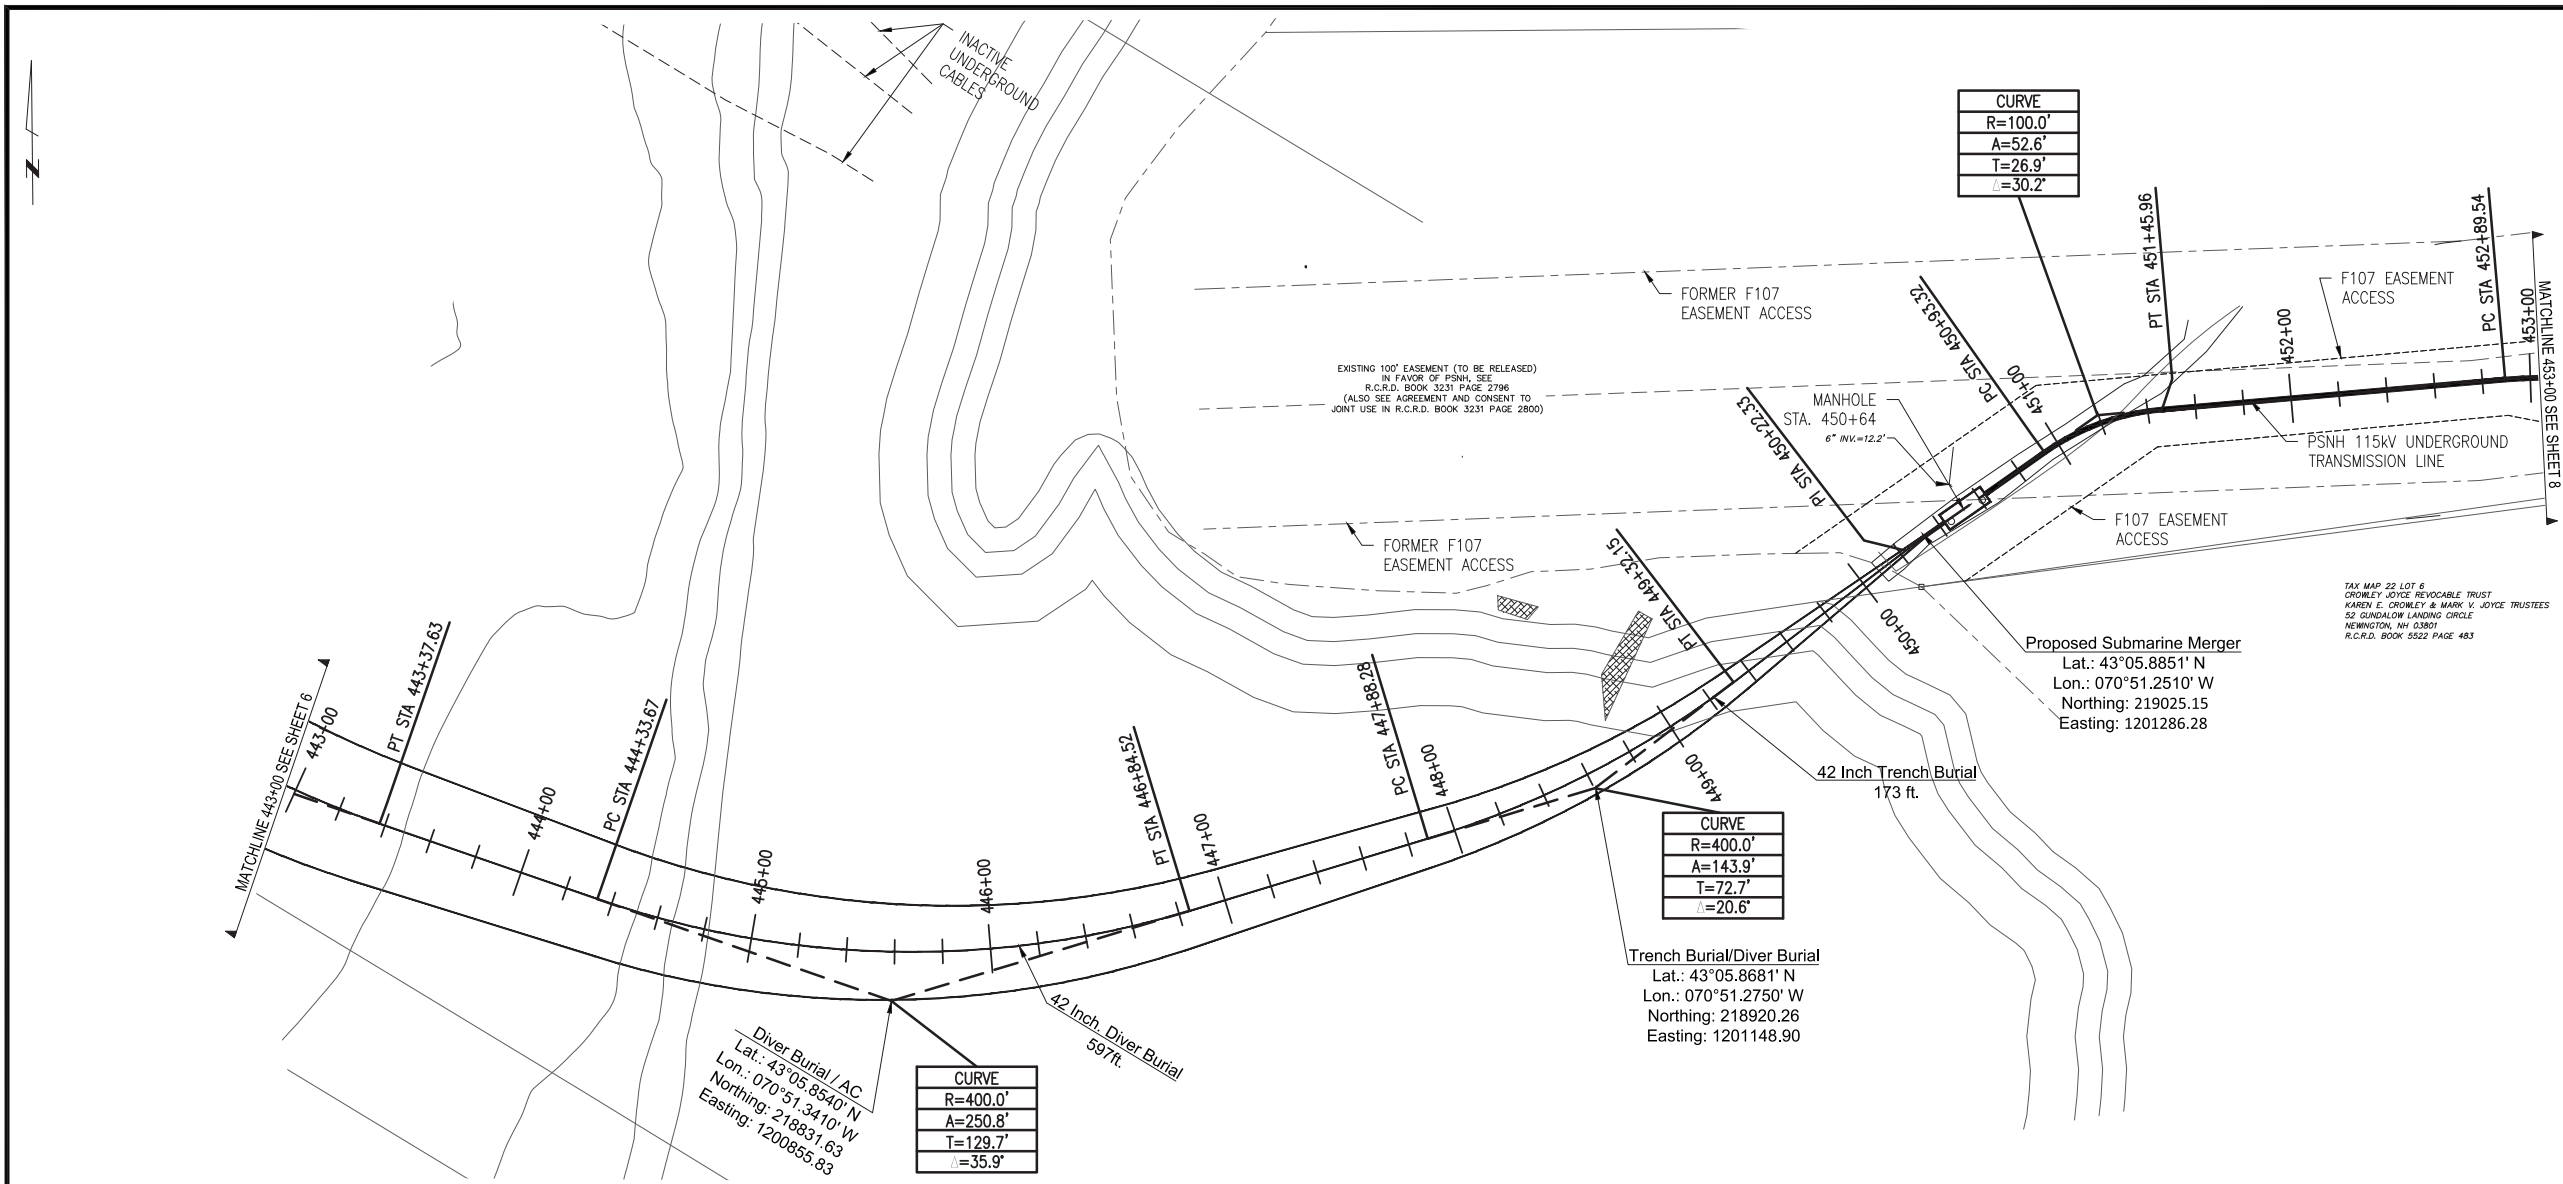 INACTIVE
UNDERGROUND
CABLES
N
CURVE
R=100.0'
A=52.6'
T=26.9'
△=30.2°
PT STA 451+45.96
PC STA 452+89.54
F107 EASEMENT
ACCESS
FORMER F107
EASEMENT ACCESS
PC STA 450+93.32
451+00
452+00
453+00
MATCHLINE 453+00 SEE SHEET 8
EXISTING 100' EASEMENT (TO BE RELEASED)
IN FAVOR OF PSNH, SEE
R.C.R.D. BOOK 3231 PAGE 2796
(ALSO SEE AGREEMENT AND CONSENT TO
JOINT USE IN R.C.R.D. BOOK 3231 PAGE 2800)
PI STA 450+22.33
MANHOLE
STA. 450+64
6" INV.=12.2'
PSNH 115kV UNDERGROUND
TRANSMISSION LINE
F107 EASEMENT
ACCESS
FORMER F107
EASEMENT ACCESS
PT STA 449+32.15
450+00
TAX MAP 22 LOT 6
CROWLEY JOYCE REVOCABLE TRUST
KAREN E. CROWLEY & MARK V. JOYCE TRUSTEES
52 GUNDALOW LANDING CIRCLE
NEWINGTON, NH 03801
R.C.R.D. BOOK 5522 PAGE 483
Proposed Submarine Merger
Lat.: 43°05.8851' N
Lon.: 070°51.2510' W
Northing: 219025.15
Easting: 1201286.28
MATCHLINE 443+00 SEE SHEET 6
443+00
PT STA 443+37.63
444+00
PC STA 444+33.67
445+00
446+00
PT STA 446+84.52
447+00
PC STA 447+88.28
448+00
449+00
42 Inch Trench Burial
173 ft.
CURVE
R=400.0'
A=143.9'
T=72.7'
△=20.6°
Trench Burial/Diver Burial
Lat.: 43°05.8681' N
Lon.: 070°51.2750' W
Northing: 218920.26
Easting: 1201148.90
42 Inch. Diver Burial
597ft.
Diver Burial / AC
Lat.: 43°05.8540' N
Lon.: 070°51.3410' W
Northing: 218831.63
Easting: 1200855.83
CURVE
R=400.0'
A=250.8'
T=129.7'
△=35.9°